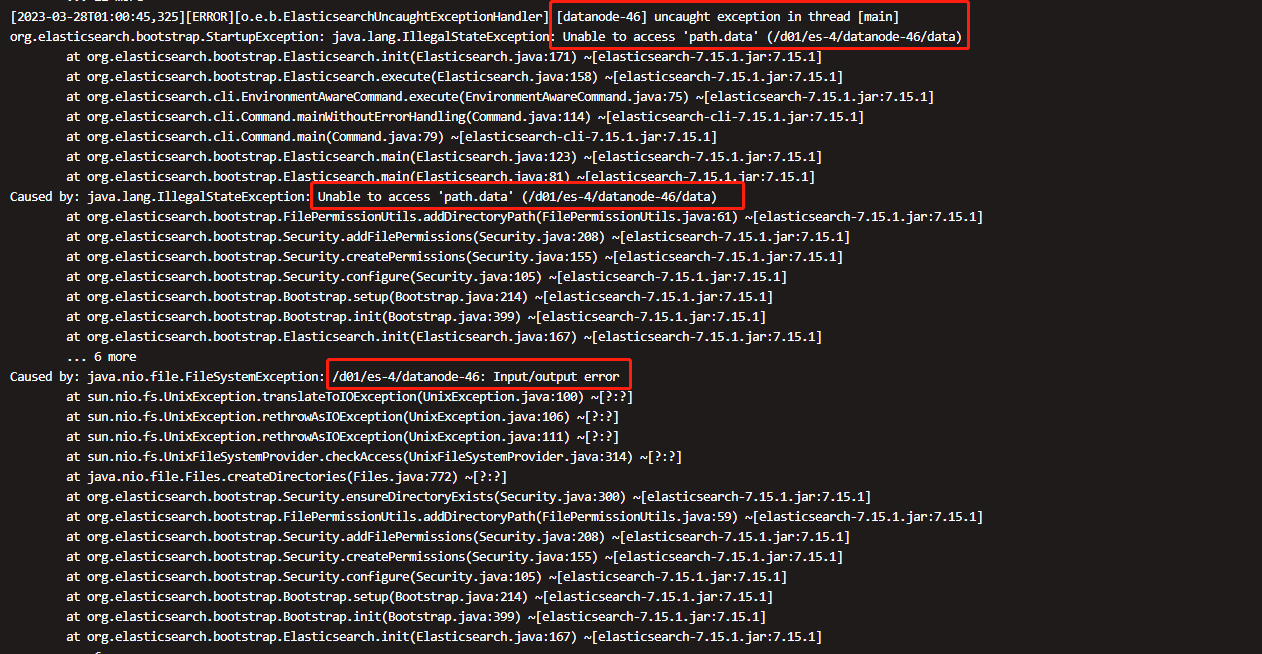 ... 22 more
[2023-03-28T01:00:45,325][ERROR][o.e.b.ElasticsearchUncaughtExceptionHandler] [datanode-46] uncaught exception in thread [main]
org.elasticsearch.bootstrap.StartupException: java.lang.IllegalStateException: Unable to access 'path.data' (/d01/es-4/datanode-46/data)
at org.elasticsearch.bootstrap.Elasticsearch.init(Elasticsearch.java:171) ~[elasticsearch-7.15.1.jar:7.15.1]
at org.elasticsearch.bootstrap.Elasticsearch.execute(Elasticsearch.java:158) ~[elasticsearch-7.15.1.jar:7.15.1]
at org.elasticsearch.cli.EnvironmentAwareCommand.execute(EnvironmentAwareCommand.java:75) ~[elasticsearch-7.15.1.jar:7.15.1]
at org.elasticsearch.cli.Command.mainWithoutErrorHandling(Command.java:114) ~[elasticsearch-cli-7.15.1.jar:7.15.1]
at org.elasticsearch.cli.Command.main(Command.java:79) ~[elasticsearch-cli-7.15.1.jar:7.15.1]
at org.elasticsearch.bootstrap.Elasticsearch.main(Elasticsearch.java:123) ~[elasticsearch-7.15.1.jar:7.15.1]
at org.elasticsearch.bootstrap.Elasticsearch.main(Elasticsearch.java:81) ~[elasticsearch-7.15.1.jar:7.15.1]
Caused by: java.lang.IllegalStateException: Unable to access 'path.data' (/d01/es-4/datanode-46/data)
at org.elasticsearch.bootstrap.FilePermissionUtils.addDirectoryPath(FilePermissionUtils.java:61) ~[elasticsearch-7.15.1.jar:7.15.1]
at org.elasticsearch.bootstrap.Security.addFilePermissions(Security.java:208) ~[elasticsearch-7.15.1.jar:7.15.1]
at org.elasticsearch.bootstrap.Security.createPermissions(Security.java:155) ~[elasticsearch-7.15.1.jar:7.15.1]
at org.elasticsearch.bootstrap.Security.configure(Security.java:105) ~[elasticsearch-7.15.1.jar:7.15.1]
at org.elasticsearch.bootstrap.Bootstrap.setup(Bootstrap.java:214) ~[elasticsearch-7.15.1.jar:7.15.1]
at org.elasticsearch.bootstrap.Bootstrap.init(Bootstrap.java:399) ~[elasticsearch-7.15.1.jar:7.15.1]
at org.elasticsearch.bootstrap.Elasticsearch.init(Elasticsearch.java:167) ~[elasticsearch-7.15.1.jar:7.15.1]
... 6 more
Caused by: java.nio.file.FileSystemException: /d01/es-4/datanode-46: Input/output error
at sun.nio.fs.UnixException.translateToIOException(UnixException.java:100) ~[?:?]
at sun.nio.fs.UnixException.rethrowAsIOException(UnixException.java:106) ~[?:?]
at sun.nio.fs.UnixException.rethrowAsIOException(UnixException.java:111) ~[?:?]
at sun.nio.fs.UnixFileSystemProvider.checkAccess(UnixFileSystemProvider.java:314) ~[?:?]
at java.nio.file.Files.createDirectories(Files.java:772) ~[?:?]
at org.elasticsearch.bootstrap.Security.ensureDirectoryExists(Security.java:300) ~[elasticsearch-7.15.1.jar:7.15.1]
at org.elasticsearch.bootstrap.FilePermissionUtils.addDirectoryPath(FilePermissionUtils.java:59) ~[elasticsearch-7.15.1.jar:7.15.1]
at org.elasticsearch.bootstrap.Security.addFilePermissions(Security.java:208) ~[elasticsearch-7.15.1.jar:7.15.1]
at org.elasticsearch.bootstrap.Security.createPermissions(Security.java:155) ~[elasticsearch-7.15.1.jar:7.15.1]
at org.elasticsearch.bootstrap.Security.configure(Security.java:105) ~[elasticsearch-7.15.1.jar:7.15.1]
at org.elasticsearch.bootstrap.Bootstrap.setup(Bootstrap.java:214) ~[elasticsearch-7.15.1.jar:7.15.1]
at org.elasticsearch.bootstrap.Bootstrap.init(Bootstrap.java:399) ~[elasticsearch-7.15.1.jar:7.15.1]
at org.elasticsearch.bootstrap.Elasticsearch.init(Elasticsearch.java:167) ~[elasticsearch-7.15.1.jar:7.15.1]